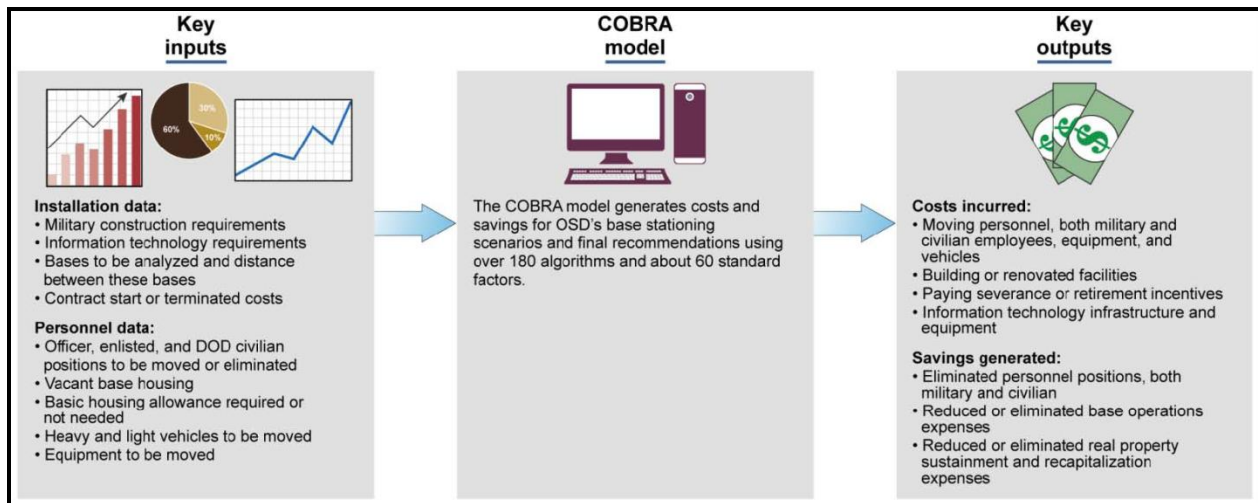 Key
inputs
30%
60%
10%
Installation data:
• Military construction requirements
• Information technology requirements
• Bases to be analyzed and distance
between these bases
• Contract start or terminated costs
Personnel data:
• Officer, enlisted, and DOD civilian
positions to be moved or eliminated
• Vacant base housing
• Basic housing allowance required or
not needed
• Heavy and light vehicles to be moved
• Equipment to be moved
COBRA
model
The COBRA model generates costs and
savings for OSD's base stationing
scenarios and final recommendations using
over 180 algorithms and about 60 standard
factors.
Key
outputs
$ $ $
Costs incurred:
• Moving personnel, both military and
civilian employees, equipment, and
vehicles
• Building or renovated facilities
• Paying severance or retirement incentives
• Information technology infrastructure and
equipment
Savings generated:
• Eliminated personnel positions, both
military and civilian
• Reduced or eliminated base operations
expenses
• Reduced or eliminated real property
sustainment and recapitalization
expenses